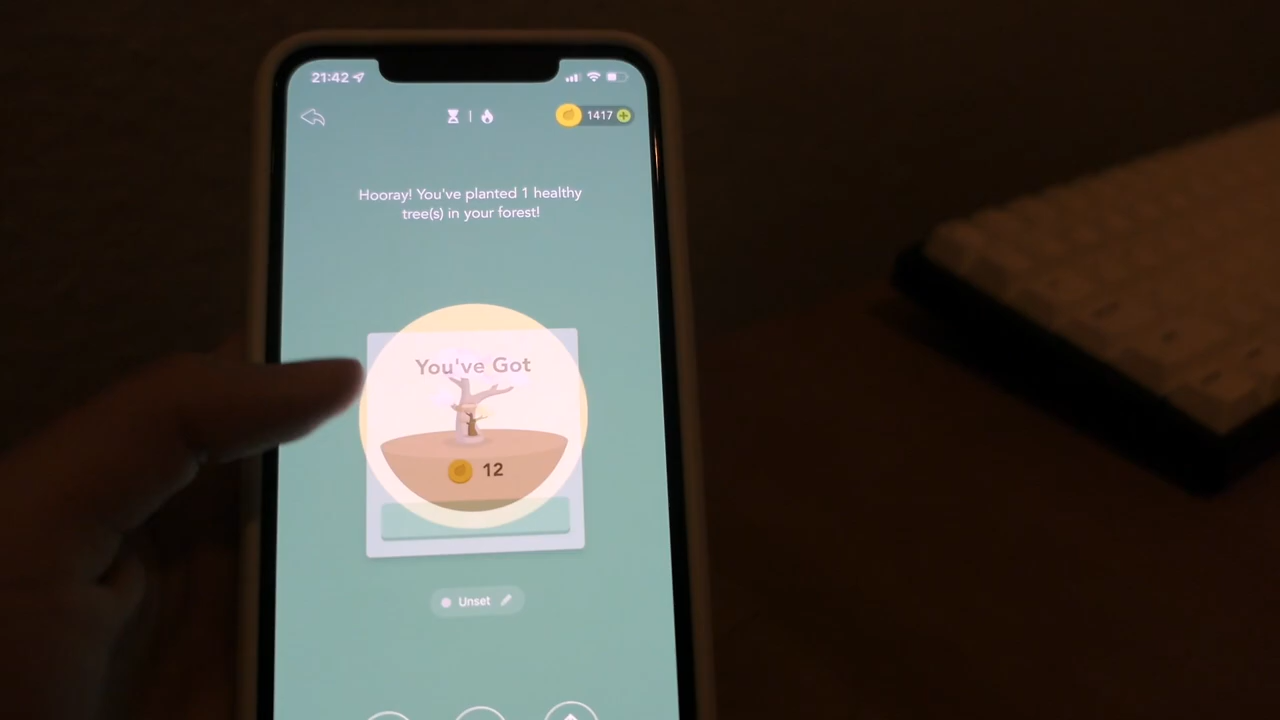 21:42
1417
Hooray! You've planted 1 healthy
tree(s) in your forest!
You've Got
12
Unset